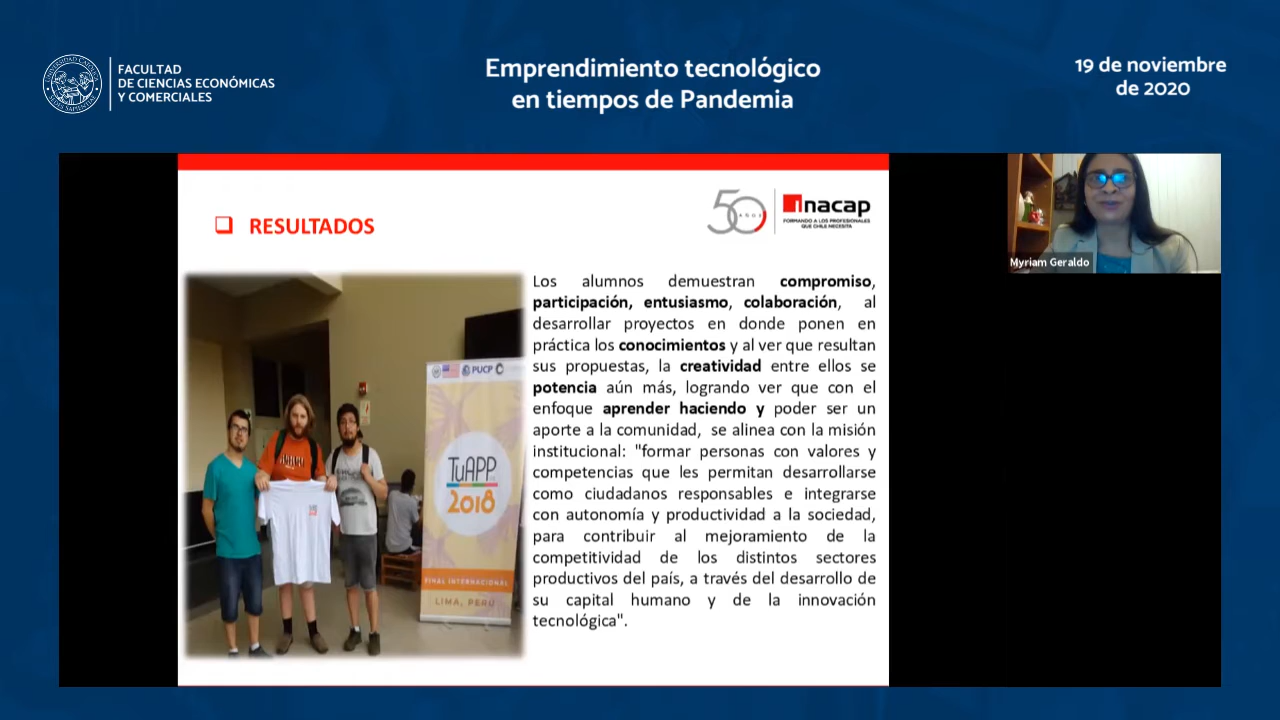 FACULTAD
DE CIENCIAS ECONÓMICAS
Y COMERCIALES
Emprendimiento tecnológico
en tiempos de Pandemia
19 de noviembre
de 2020
50
AÑOS
inacap
FORMANDO A LOS PROFESIONALES
QUE CHILE NECESITA
RESULTADOS
Myriam Geraldo
Los alumnos demuestran compromiso,
participación, entusiasmo, colaboración, al
desarrollar proyectos en donde ponen en
práctica los conocimientos y al ver que resultan
sus propuestas, la creatividad entre ellos se
potencia aún más, logrando ver que con el
enfoque aprender haciendo y poder ser un
aporte a la comunidad, se alinea con la misión
institucional: "formar personas con valores y
competencias que les permitan desarrollarse
como ciudadanos responsables e integrarse
con autonomía y productividad a la sociedad,
para contribuir al mejoramiento de la
competitividad de los distintos sectores
productivos del país, a través del desarrollo de
su capital humano y de la innovación
tecnológica".
PUCP
TuAPP
2018
FINAL INTERNACIONAL
LIMA, PERÚ